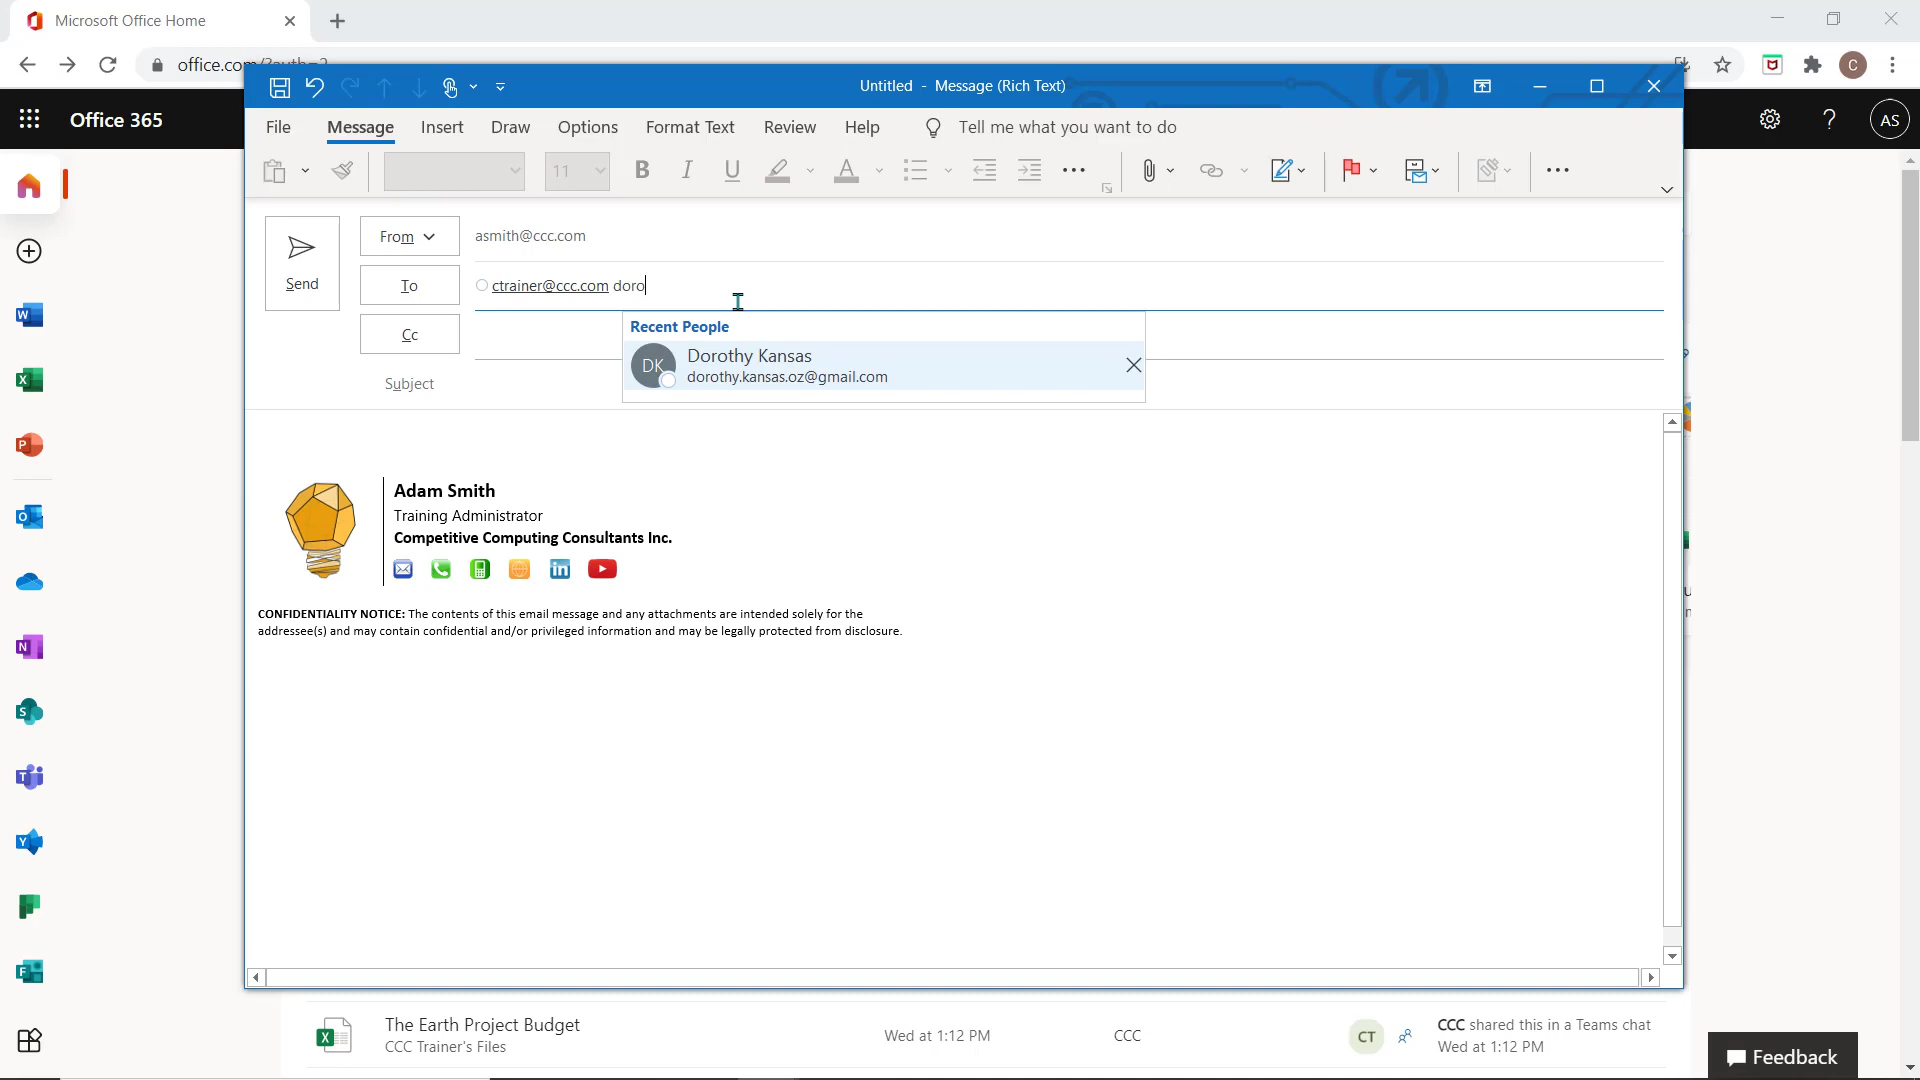 Microsoft Office Home
office.com/?auth=2
Untitled - Message (Rich Text)
Office 365
AS
File Message Insert Draw Options Format Text Review Help Tell me what you want to do
11 B I U A
Send
From asmith@ccc.com
To ctrainer@ccc.com doro
Cc
Subject
Recent People
DK
Dorothy Kansas
dorothy.kansas.oz@gmail.com
Adam Smith
Training Administrator
Competitive Computing Consultants Inc.
CONFIDENTIALITY NOTICE: The contents of this email message and any attachments are intended solely for the
addressee(s) and may contain confidential and/or privileged information and may be legally protected from disclosure.
The Earth Project Budget
CCC Trainer's Files
Wed at 1:12 PM
CCC
CT
CCC shared this in a Teams chat
Wed at 1:12 PM
Feedback